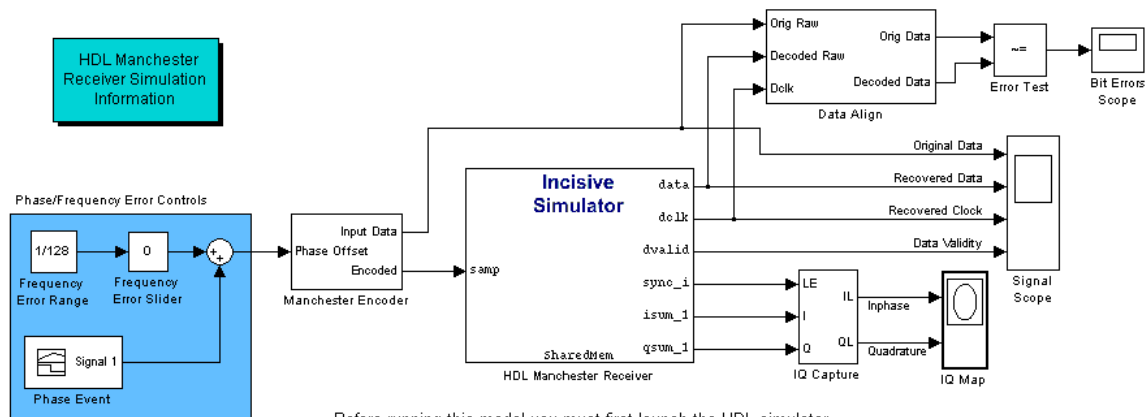 HDL Manchester
Receiver Simulation
Information
Orig Raw
Decoded Raw
Dclk
Orig Data
Decoded Data
Data Align
~=
Error Test
Bit Errors
Scope
Original Data
Recovered Data
Recovered Clock
Data Validity
Signal
Scope
Phase/Frequency Error Controls
1/128
Frequency
Error Range
0
Frequency
Error Slider
+
+
Signal 1
Phase Event
Input Data
Phase Offset
Encoded
Manchester Encoder
Incisive
Simulator
samp
data
dclk
dvalid
sync_i
isum_1
qsum_1
SharedMem
HDL Manchester Receiver
LE
I
Q
IL
QL
IQ Capture
Inphase
Quadrature
IQ Map